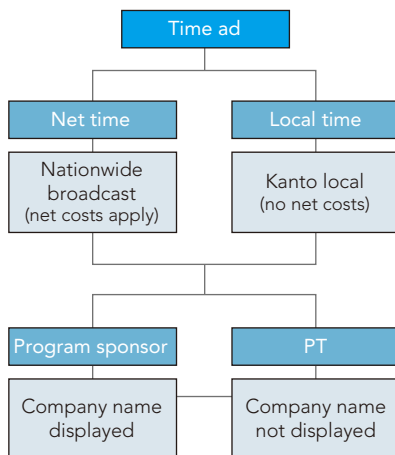 Time ad
Net time
Local time
Nationwide
broadcast
(net costs apply)
Kanto local
(no net costs)
Program sponsor
PT
Company name
displayed
Company name
not displayed